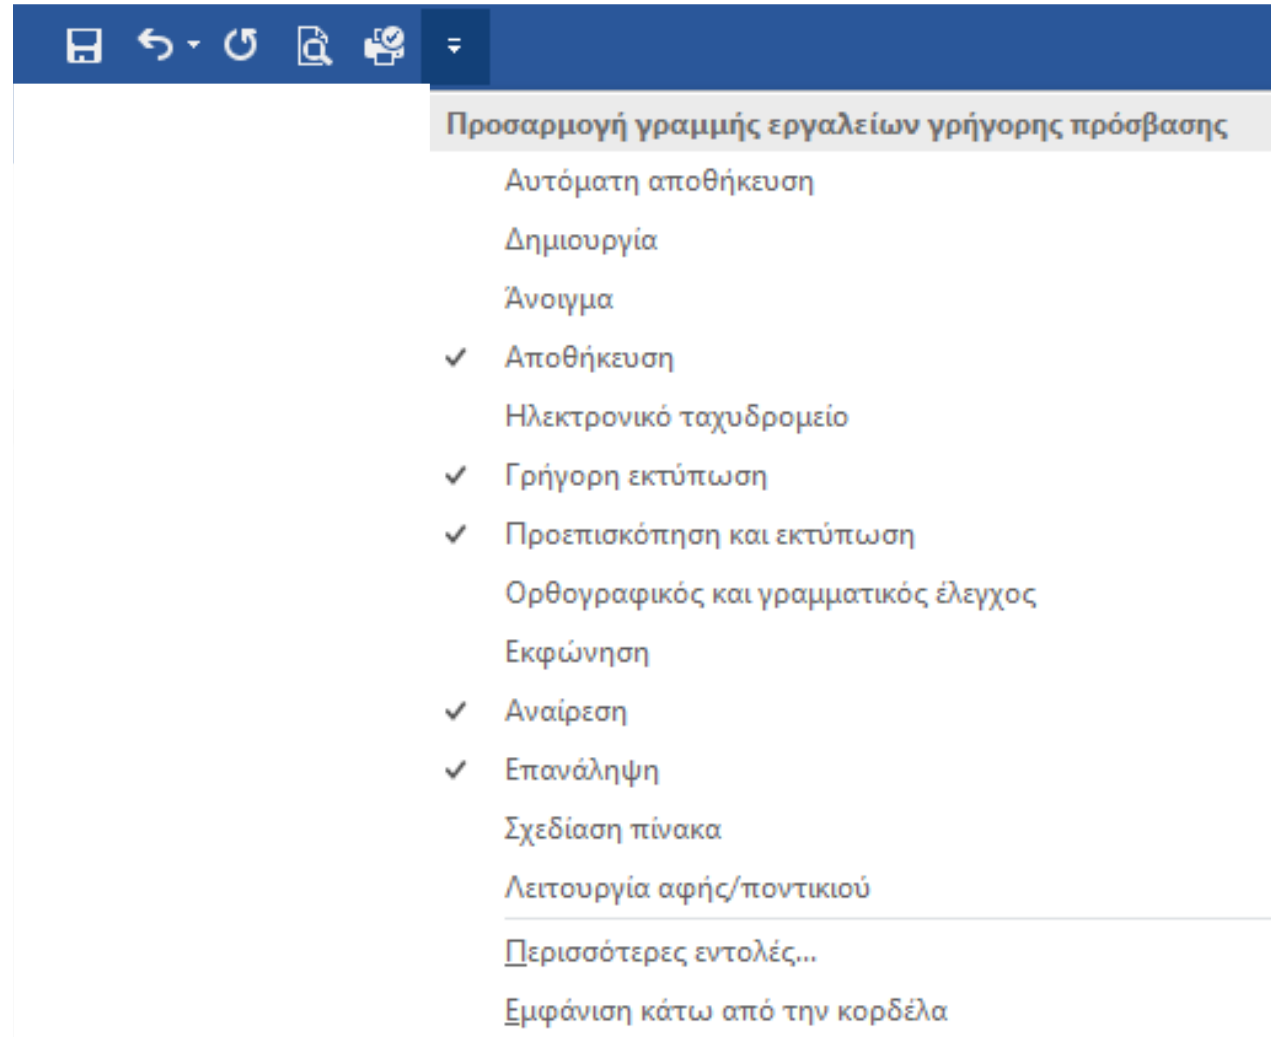 Προσαρμογή γραμμής εργαλείων γρήγορης πρόσβασης
Αυτόματη αποθήκευση
Δημιουργία
Άνοιγμα
Αποθήκευση
Ηλεκτρονικό ταχυδρομείο
Γρήγορη εκτύπωση
Προεπισκόπηση και εκτύπωση
Ορθογραφικός και γραμματικός έλεγχος
Εκφώνηση
Αναίρεση
Επανάληψη
Σχεδίαση πίνακα
Λειτουργία αφής/ποντικιού
Περισσότερες εντολές...
Εμφάνιση κάτω από την κορδέλα